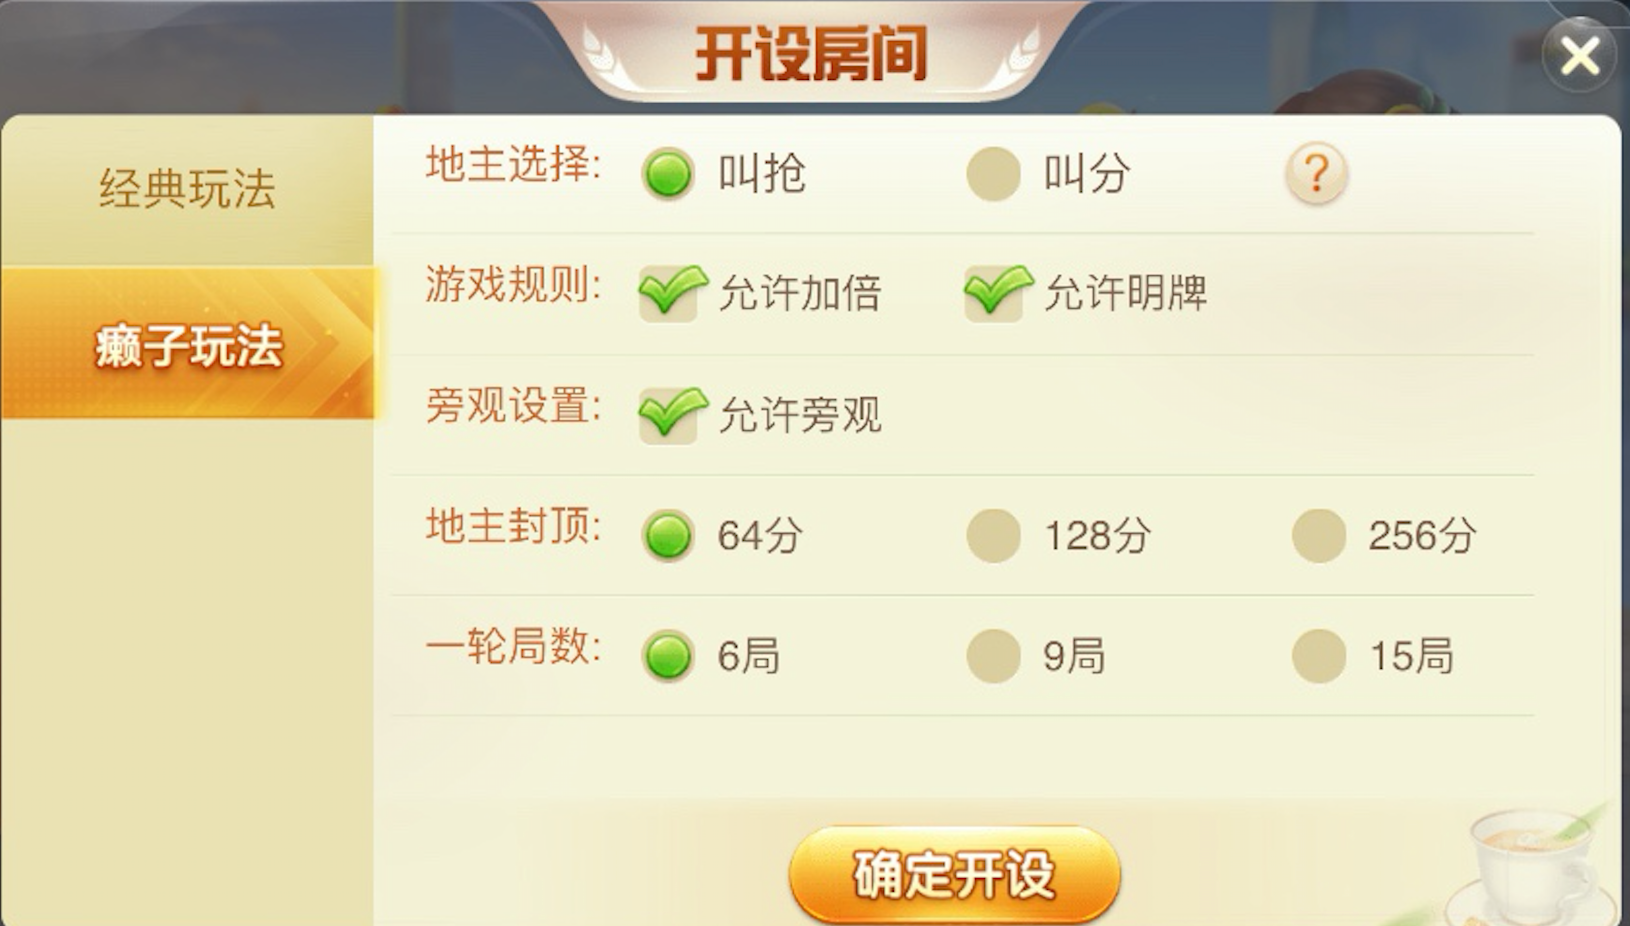 开设房间
经典玩法
癞子玩法
地主选择: 叫抢 叫分 ?
游戏规则: 允许加倍 允许明牌
旁观设置: 允许旁观
地主封顶: 64分 128分 256分
一轮局数: 6局 9局 15局
确定开设